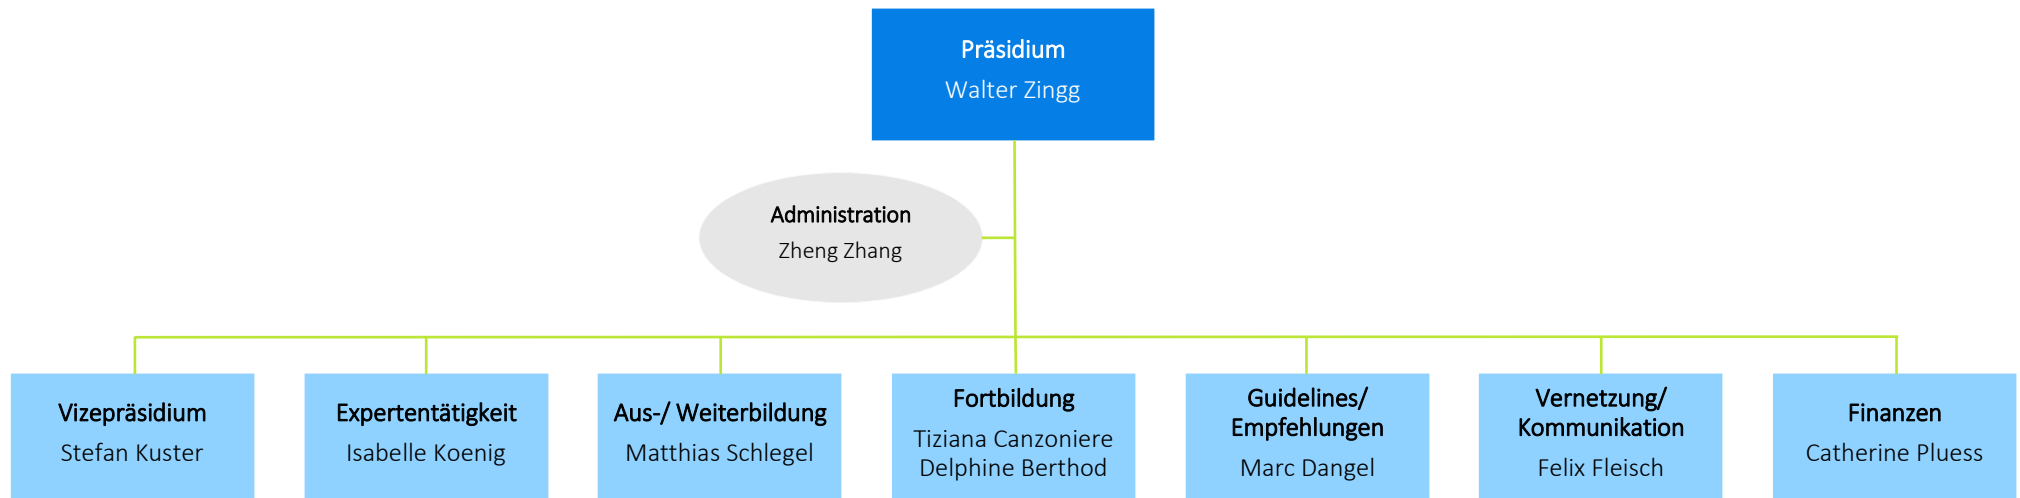 Präsidium
Walter Zingg
Administration
Zheng Zhang
Vizepräsidium
Stefan Kuster
Expertentätigkeit
Isabelle Koenig
Aus-/ Weiterbildung
Matthias Schlegel
Fortbildung
Tiziana Canzoniere
Delphine Berthod
Guidelines/
Empfehlungen
Marc Dangel
Vernetzung/
Kommunikation
Felix Fleisch
Finanzen
Catherine Pluess